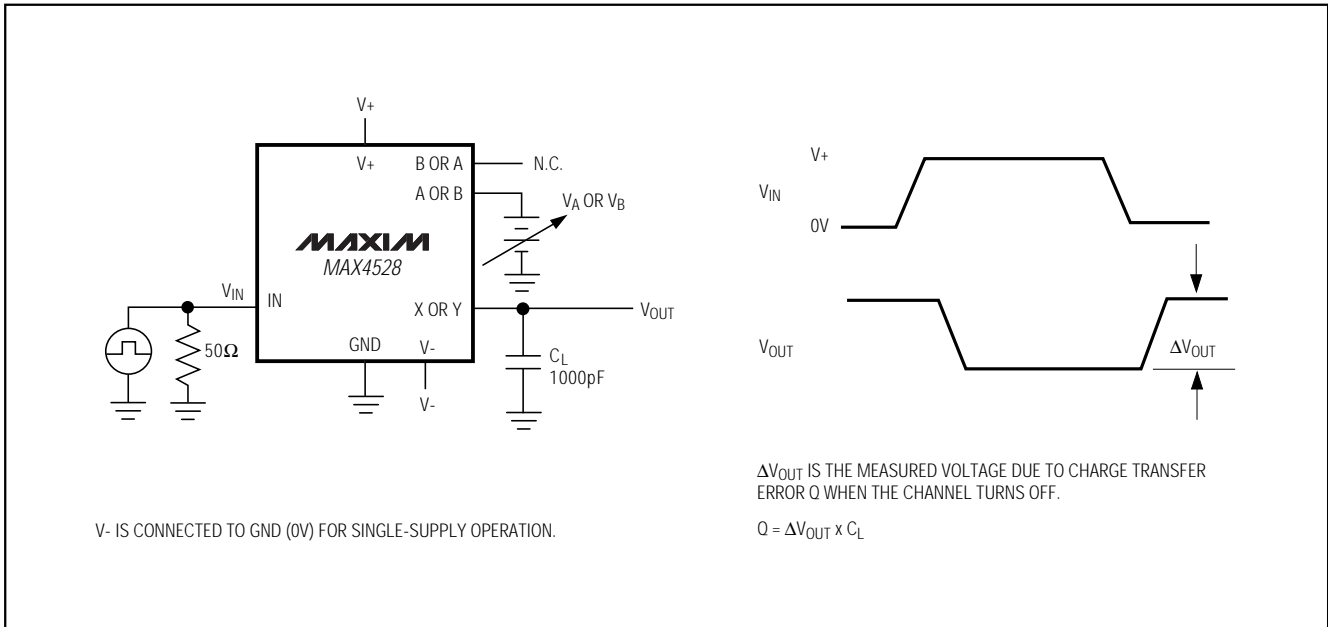 V+
V+
B OR A
N.C.
A OR B
VA OR VB
MAXIM
MAX4528
VIN
IN
X OR Y
VOUT
50Ω
GND
V-
CL
1000pF
V-
V- IS CONNECTED TO GND (0V) FOR SINGLE-SUPPLY OPERATION.
V+
VIN
0V
VOUT
ΔVOUT
ΔVOUT IS THE MEASURED VOLTAGE DUE TO CHARGE TRANSFER
ERROR Q WHEN THE CHANNEL TURNS OFF.
Q = ΔVOUT x CL